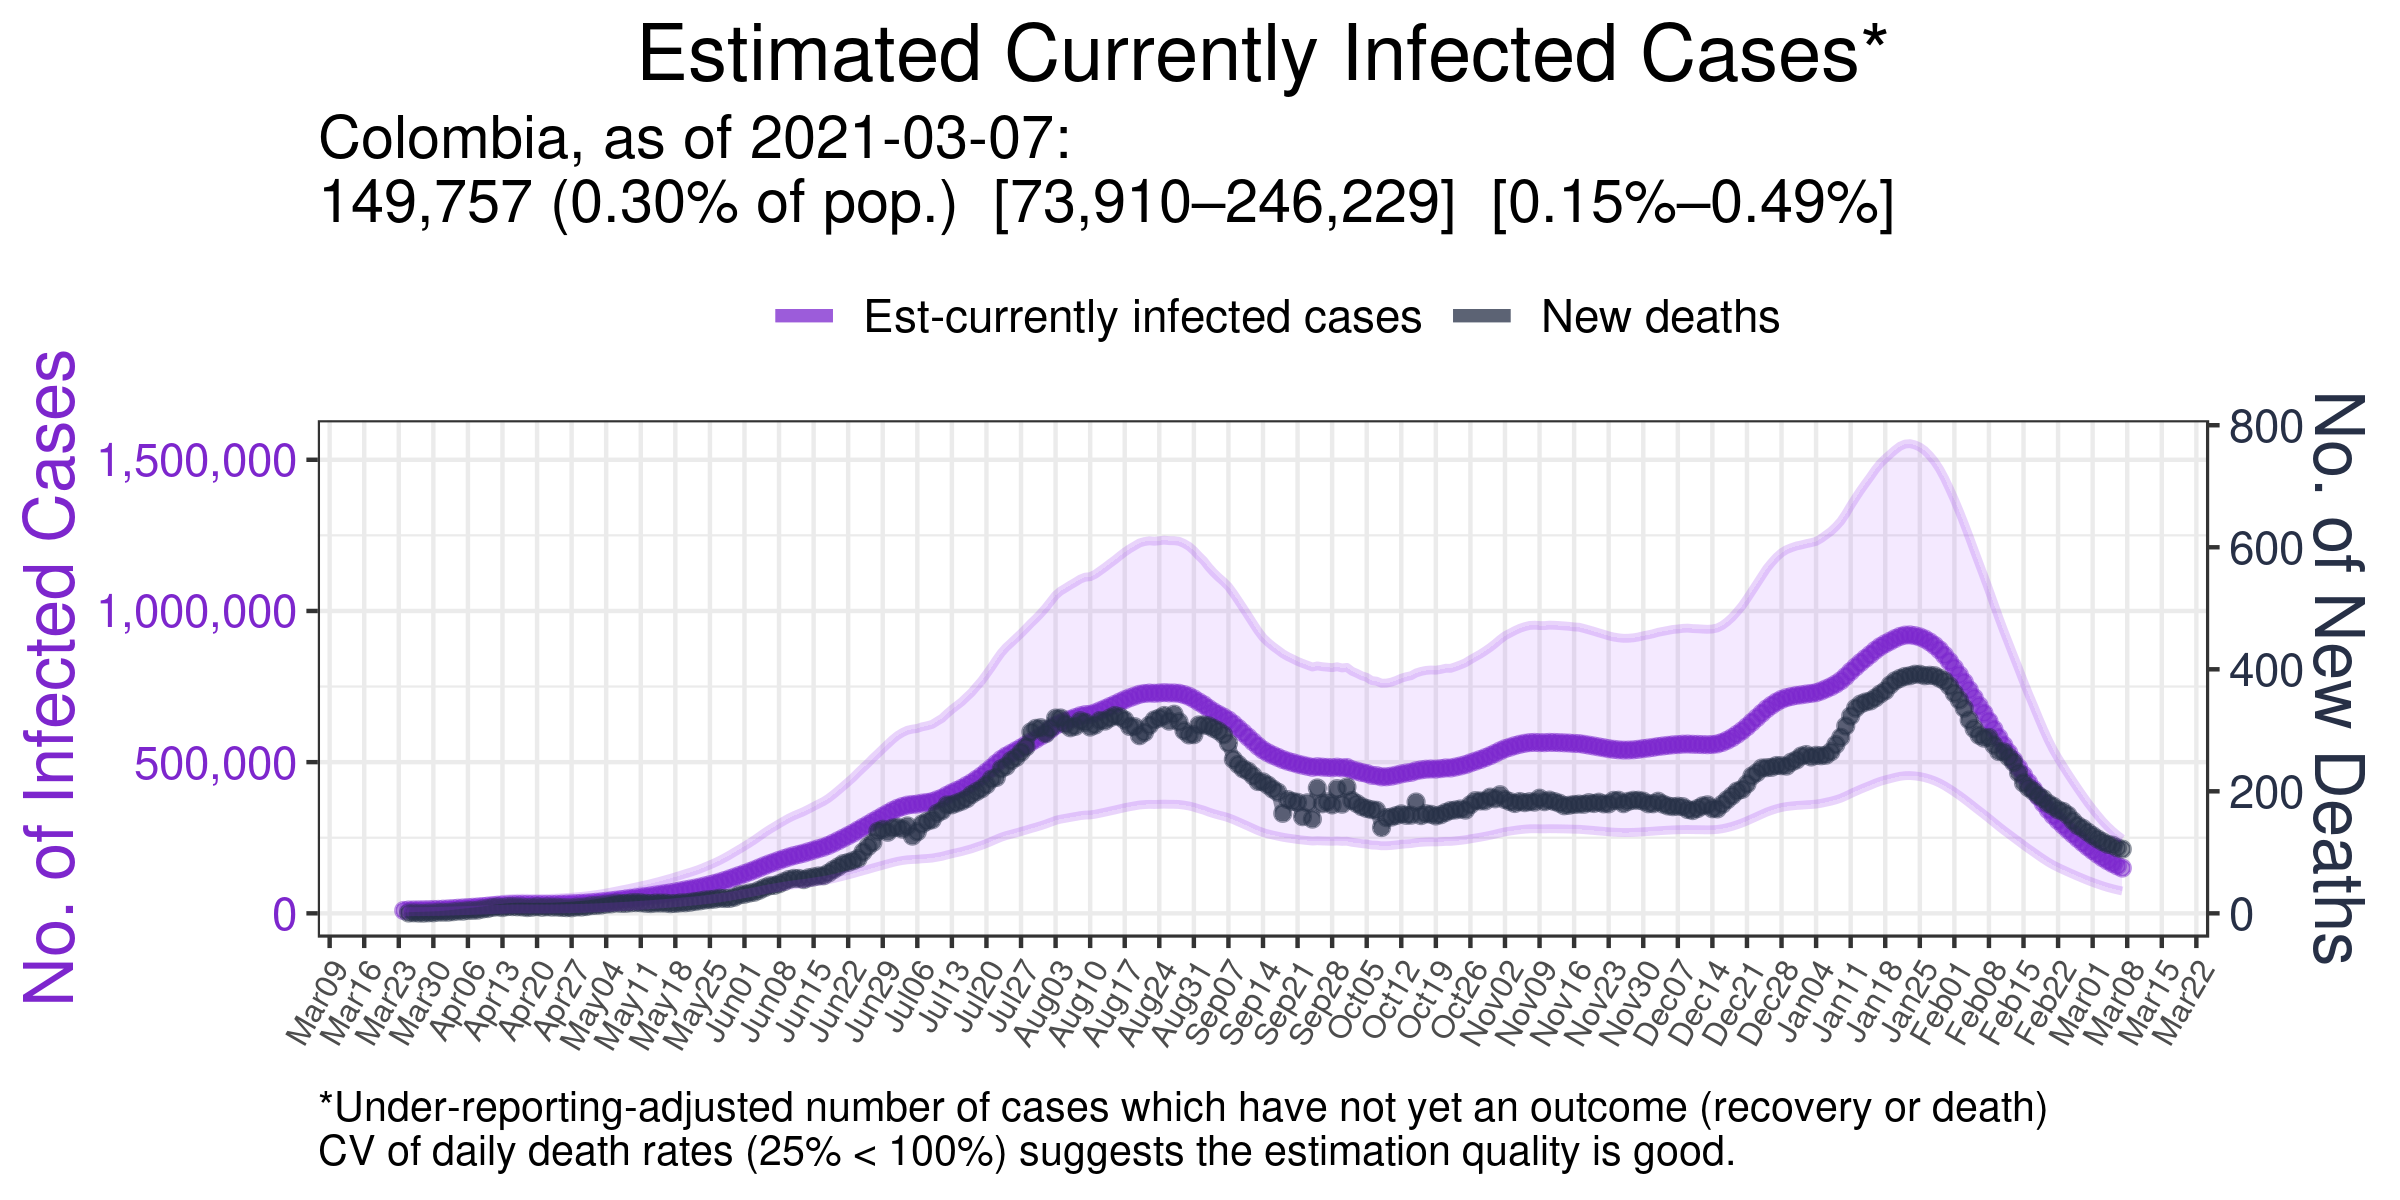 Estimated Currently Infected Cases*
Colombia, as of 2021-03-07:
149,757 (0.30% of pop.) [73,910–246,229] [0.15%–0.49%]
Est-currently infected cases New deaths
No. of Infected Cases
1,500,000
1,000,000
500,000
0
800
600
400
200
0
No. of New Deaths
Mar09 Mar16 Mar23 Mar30 Apr06 Apr13 Apr20 Apr27 May04 May11 May18 May25 Jun01 Jun08 Jun15 Jun22 Jun29 Jul06 Jul13 Jul20 Jul27 Aug03 Aug10 Aug17 Aug24 Aug31 Sep07 Sep14 Sep21 Sep28 Oct05 Oct12 Oct19 Oct26 Nov02 Nov09 Nov16 Nov23 Nov30 Dec07 Dec14 Dec21 Dec28 Jan04 Jan11 Jan18 Jan25 Feb01 Feb08 Feb15 Feb22 Mar01 Mar08 Mar15 Mar22
*Under-reporting-adjusted number of cases which have not yet an outcome (recovery or death)
CV of daily death rates (25% < 100%) suggests the estimation quality is good.